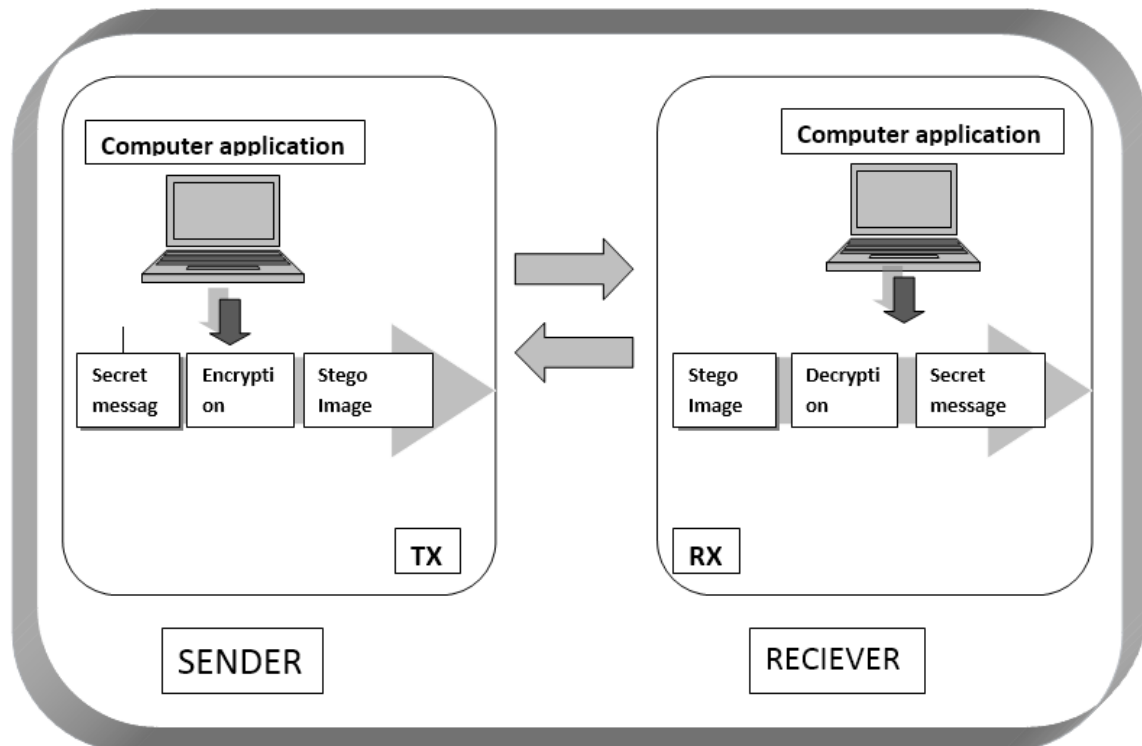 Computer application
Secret
messag
Encrypti
on
Stego
Image
TX
SENDER
Computer application
Stego
Image
Decrypti
on
Secret
message
RX
RECIEVER